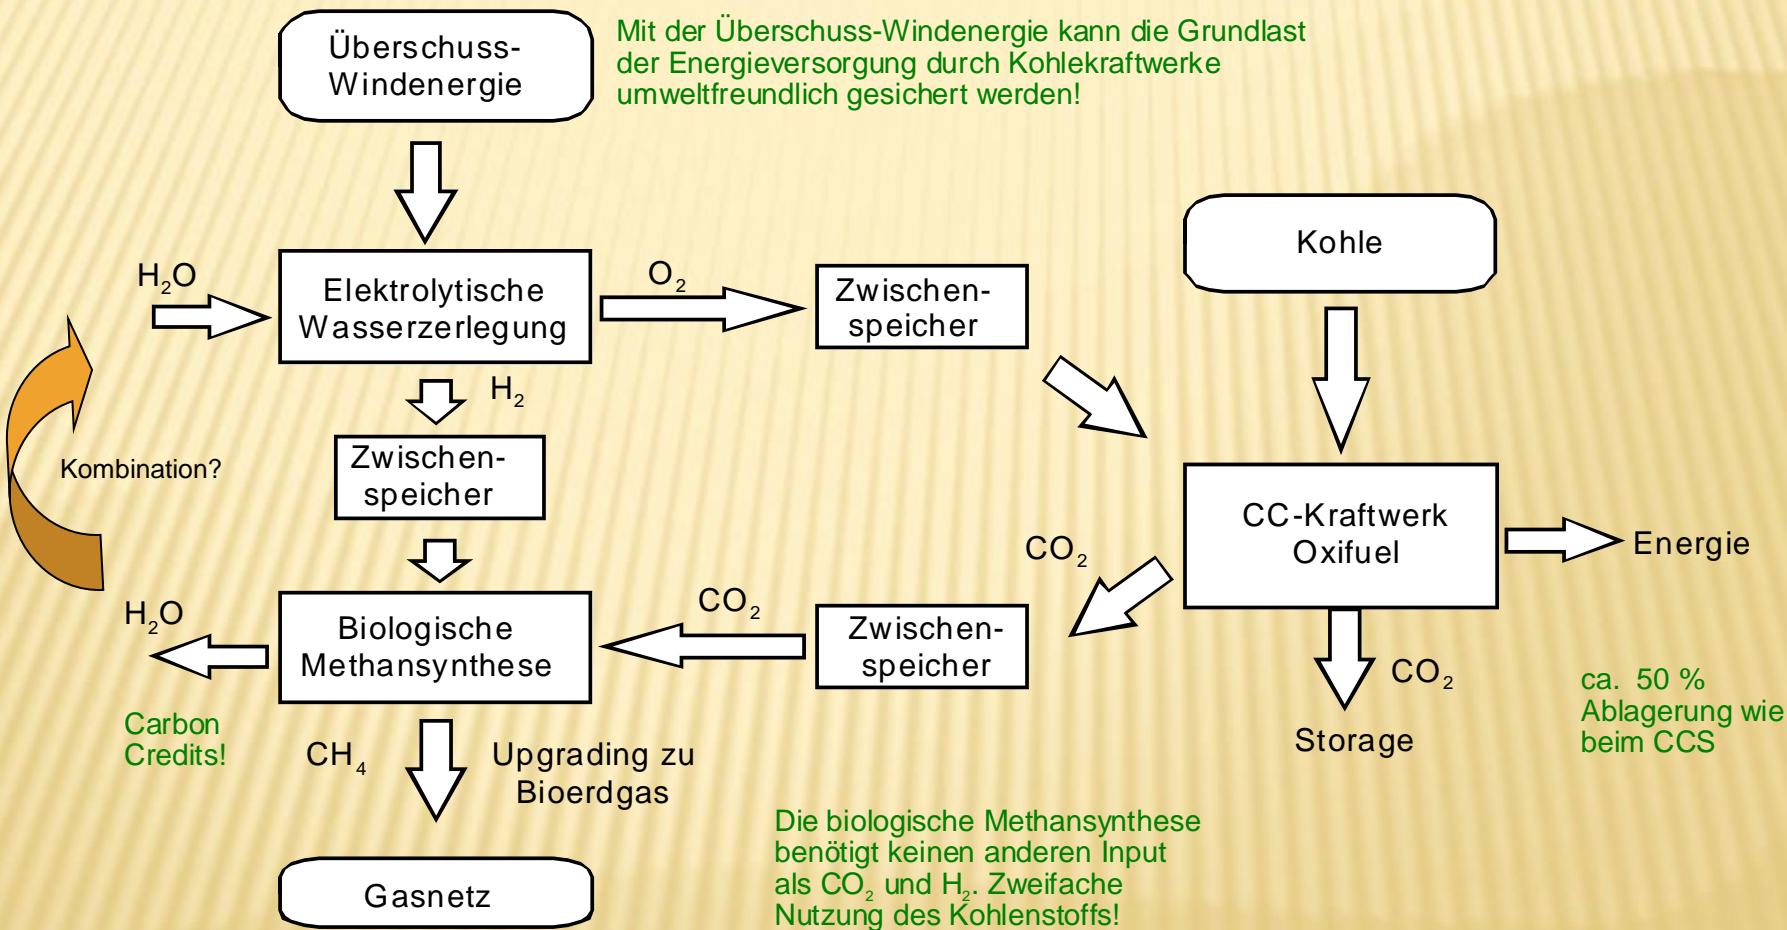 Überschuss-
Windenergie
Mit der Überschuss-Windenergie kann die Grundlast
der Energieversorgung durch Kohlekraftwerke
umweltfreundlich gesichert werden!
Kohle
H₂O
Elektrolytische
Wasserzerlegung
O₂
Zwischen-
speicher
H₂
Kombination?
Zwischen-
speicher
CC-Kraftwerk
Oxifuel
Energie
CO₂
H₂O
Biologische
Methansynthese
CO₂
Zwischen-
speicher
CO₂
Storage
ca. 50 %
Ablagerung wie
beim CCS
Carbon
Credits!
CH₄
Upgrading zu
Bioerdgas
Die biologische Methansynthese
benötigt keinen anderen Input
als CO₂ und H₂. Zweifache
Nutzung des Kohlenstoffs!
Gasnetz